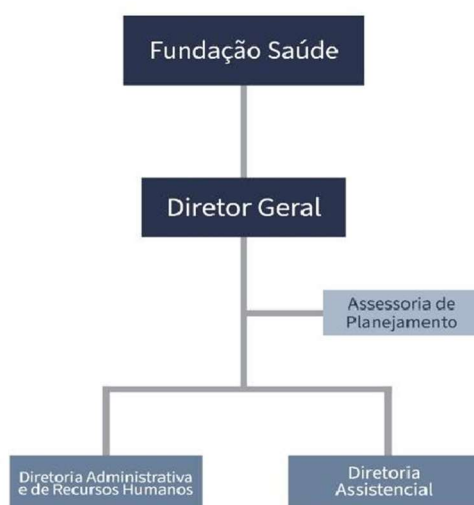 Fundação Saúde
Diretor Geral
Assessoria de
Planejamento
Diretoria Administrativa
e de Recursos Humanos
Diretoria
Assistencial